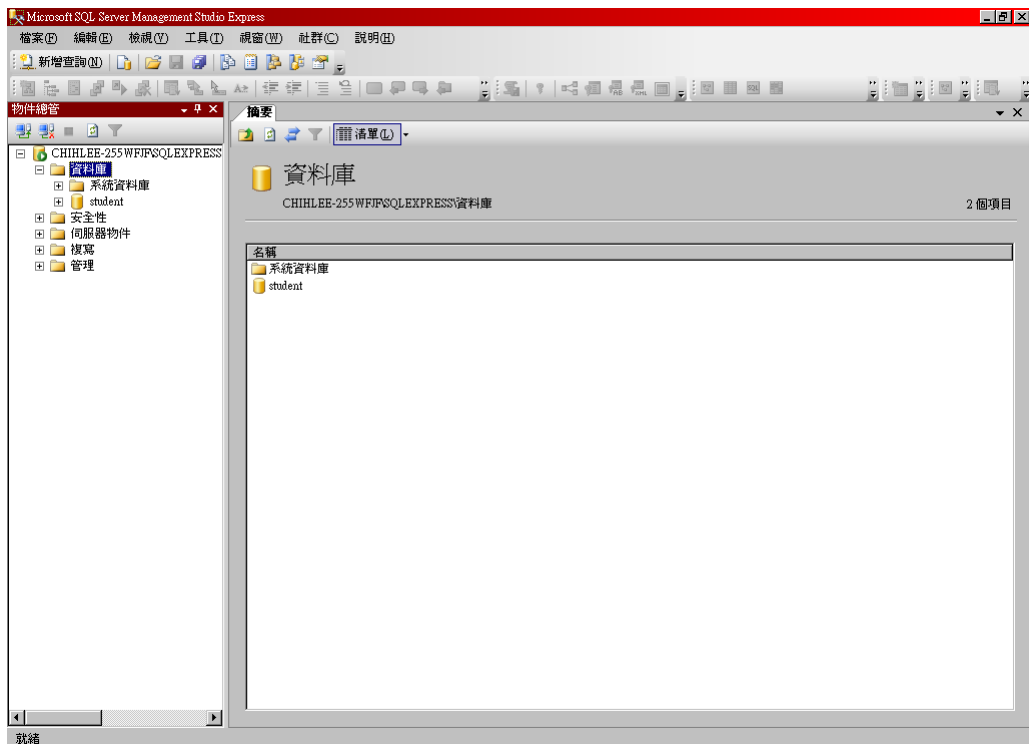 Microsoft SQL Server Management Studio Express
檔案(F) 編輯(E) 檢視(V) 工具(T) 視窗(W) 社群(C) 説明(H)
新增查詢(N)
物件總管
摘要
清單(L)
CHIHLEE-255WFJF\SQLEXPRESS
資料庫
系統資料庫
student
安全性
伺服器物件
複寫
管理
資料庫
CHIHLEE-255WFJF\SQLEXPRESS\資料庫
2 個項目
名稱
系統資料庫
student
就緒